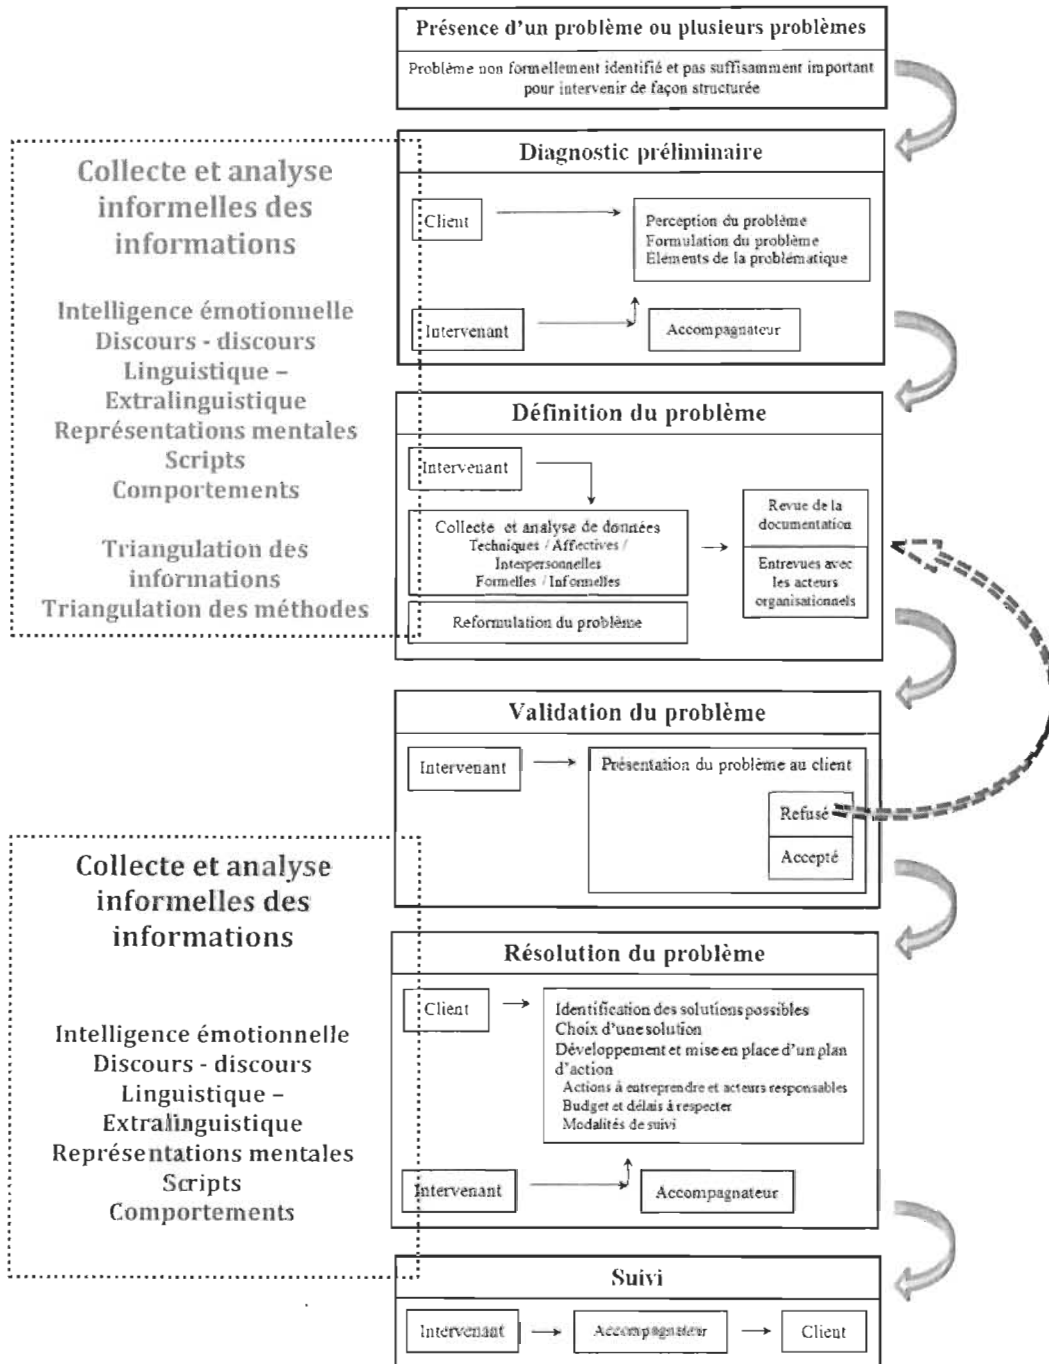 Présence d'un problème ou plusieurs problèmes
Problème non formellement identifié et pas suffisamment important
pour intervenir de façon structurée
Collecte et analyse
informelles des
informations
Intelligence émotionnelle
Discours - discours
Linguistique –
Extralinguistique
Représentations mentales
Scripts
Comportements
Triangulation des
informations
Triangulation des méthodes
Diagnostic préliminaire
Client
Perception du problème
Formulation du problème
Éléments de la problématique
Intervenant
Accompagnateur
Définition du problème
Intervenant
Collecte et analyse de données
Techniques / Affectives /
Interpersonnelles
Formelles / Informelles
Revue de la
documentation
Entrevues avec
les acteurs
organisationnels
Reformulation du problème
Validation du problème
Intervenant
Présentation du problème au client
Refusé
Accepté
Collecte et analyse
informelles des
informations
Intelligence émotionnelle
Discours - discours
Linguistique –
Extralinguistique
Représentations mentales
Scripts
Comportements
Résolution du problème
Client
Identification des solutions possibles
Choix d'une solution
Développement et mise en place d'un plan
d'action
Actions à entreprendre et acteurs responsables
Budget et délais à respecter
Modalités de suivi
Intervenant
Accompagnateur
Suivi
Intervenant
Accompagnateur
Client